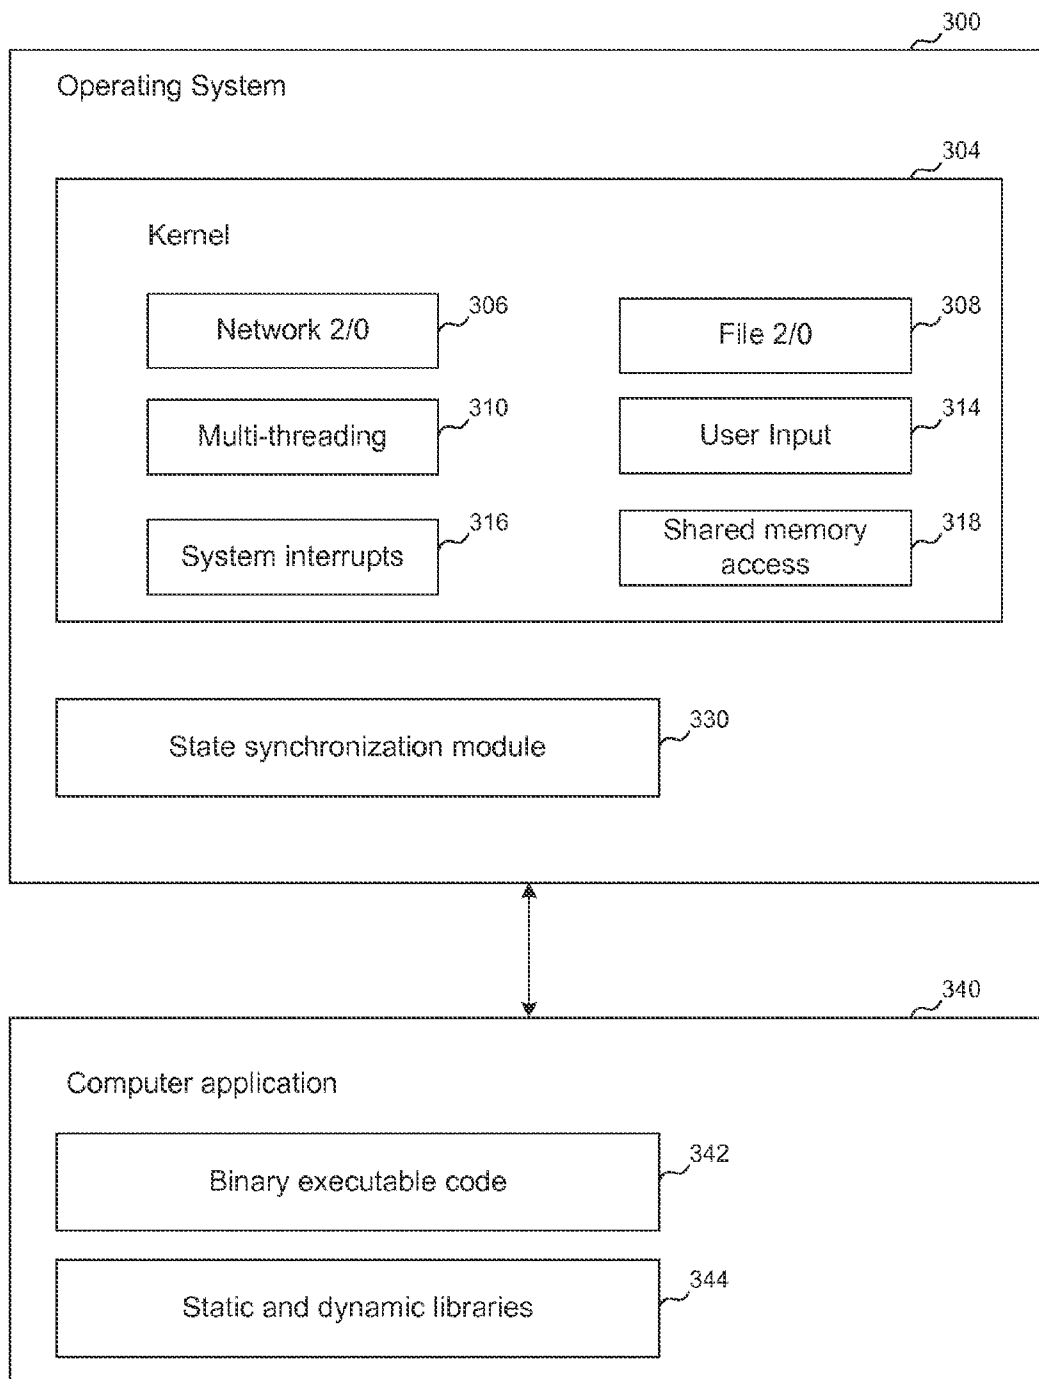 300
Operating System
304
Kernel
Network 2/0
306
File 2/0
308
Multi-threading
310
User Input
314
System interrupts
316
Shared memory
access
318
State synchronization module
330
340
Computer application
Binary executable code
342
Static and dynamic libraries
344